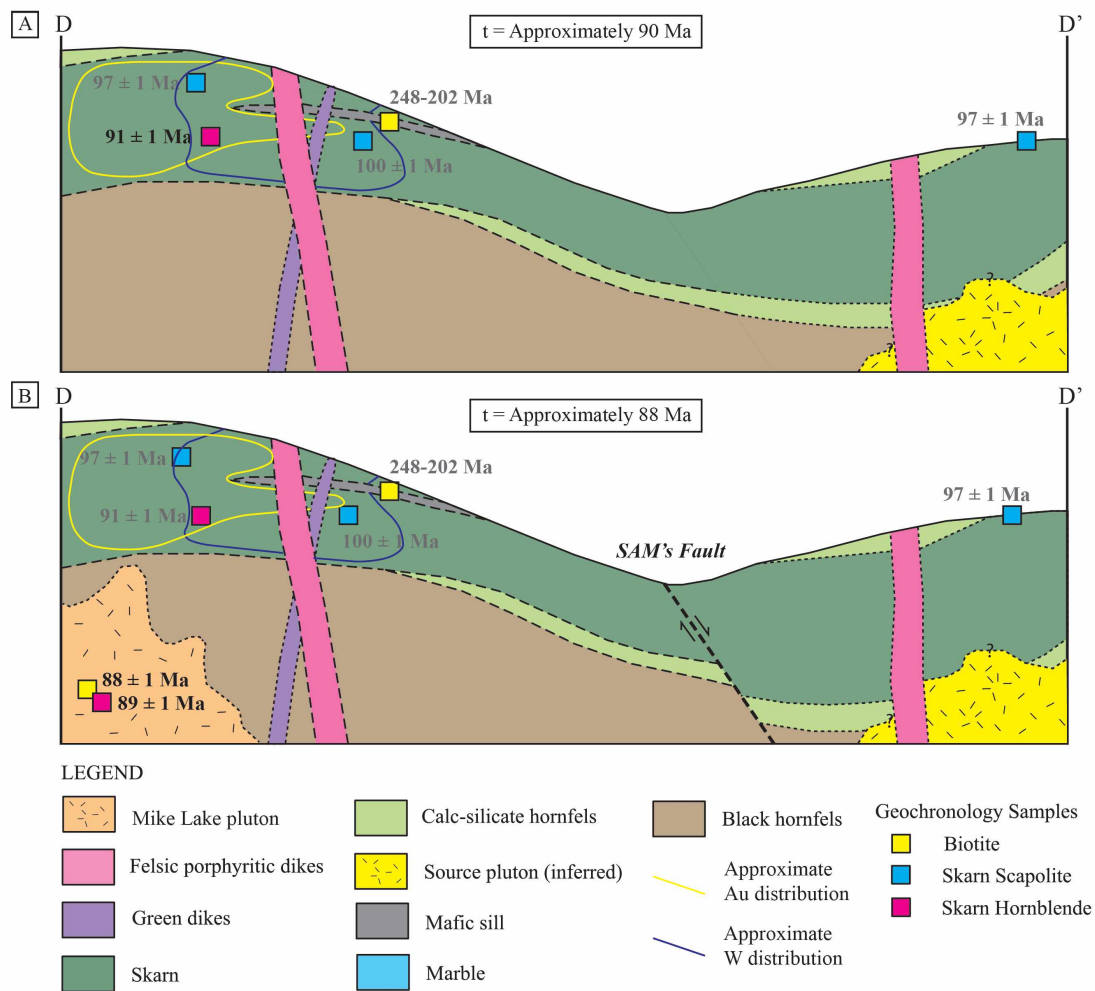 A
D
t = Approximately 90 Ma
D’
97 ± 1 Ma
248-202 Ma
97 ± 1 Ma
91 ± 1 Ma
100 ± 1 Ma
?
?
B
D
t = Approximately 88 Ma
D’
97 ± 1 Ma
248-202 Ma
97 ± 1 Ma
91 ± 1 Ma
100 ± 1 Ma
SAM’s Fault
?
88 ± 1 Ma
89 ± 1 Ma
?
LEGEND
Mike Lake pluton
Calc-silicate hornfels
Black hornfels
Geochronology Samples
Biotite
Felsic porphyritic dikes
Source pluton (inferred)
Approximate
Au distribution
Skarn Scapolite
Skarn Hornblende
Green dikes
Mafic sill
Approximate
W distribution
Skarn
Marble